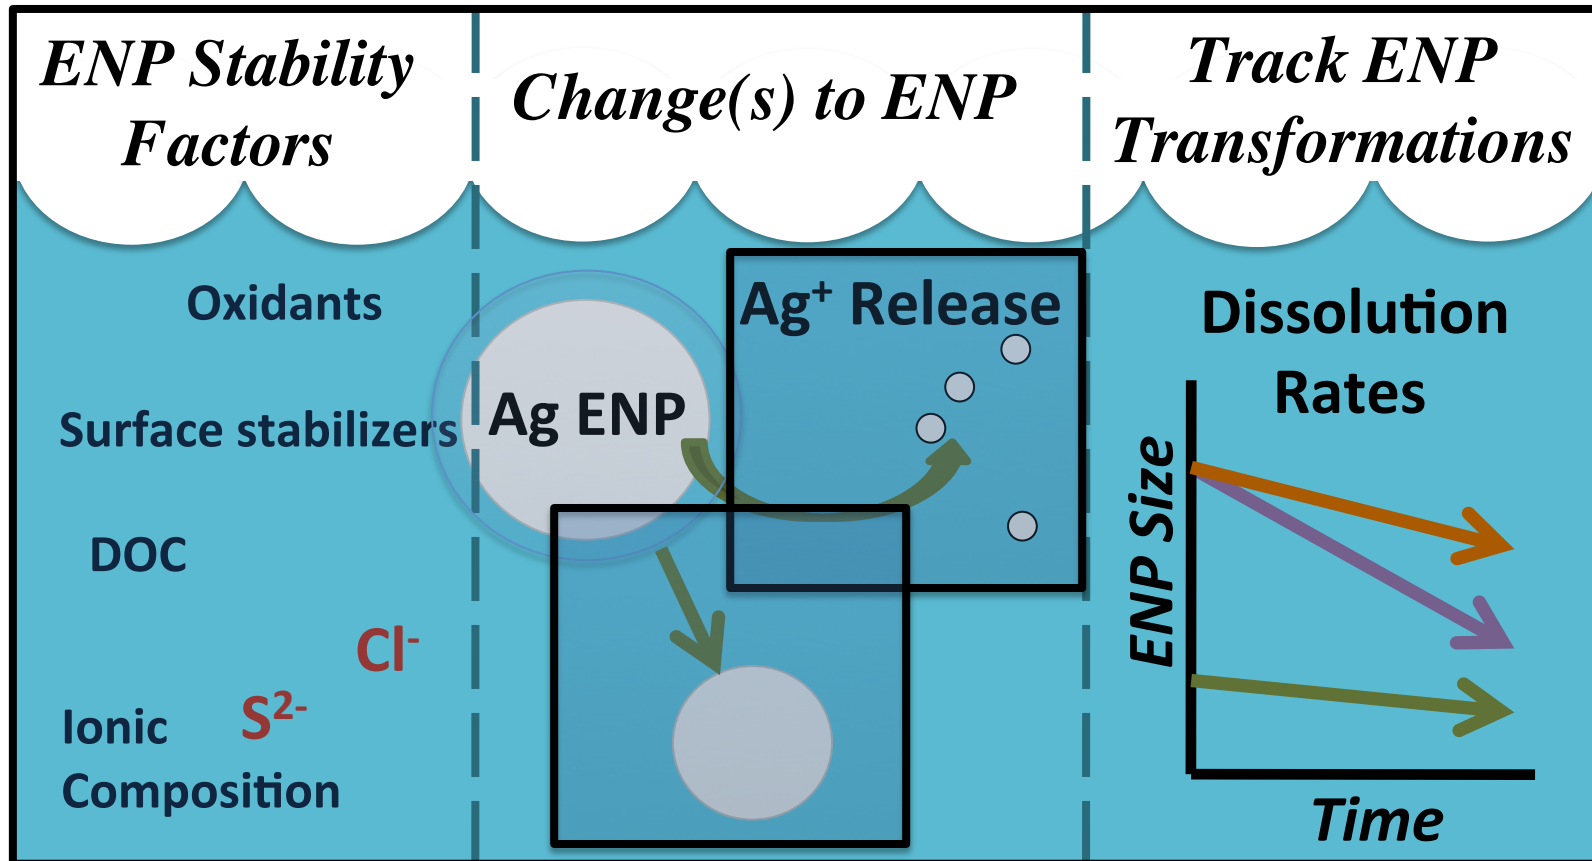 ENP Stability
Factors
Change(s) to ENP
Track ENP
Transformations
Oxidants
Surface stabilizers
DOC
Cl⁻
S²⁻
Ionic
Composition
Ag ENP
Ag⁺ Release
Dissolution
Rates
ENP Size
Time